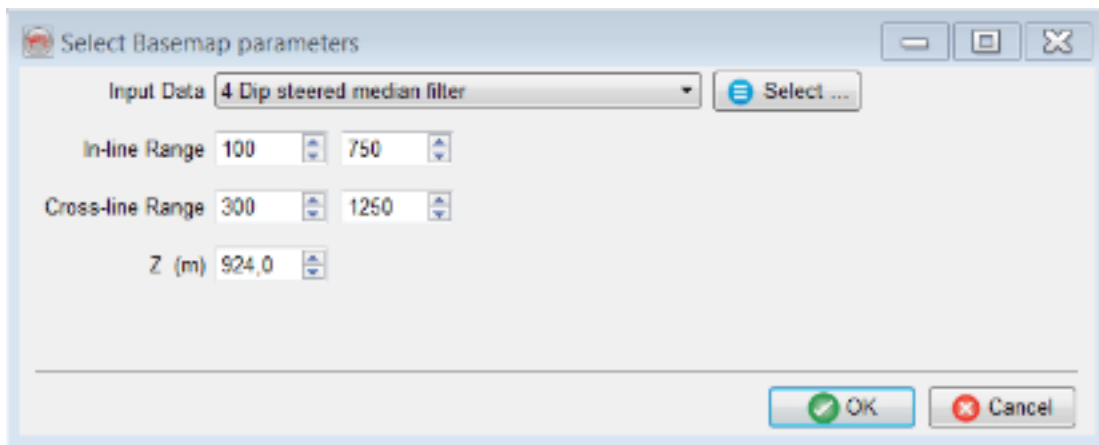 Select Basemap parameters
Input Data 4 Dip steered median filter Select ...
In-line Range 100 750
Cross-line Range 300 1250
Z (m) 924,0
OK Cancel